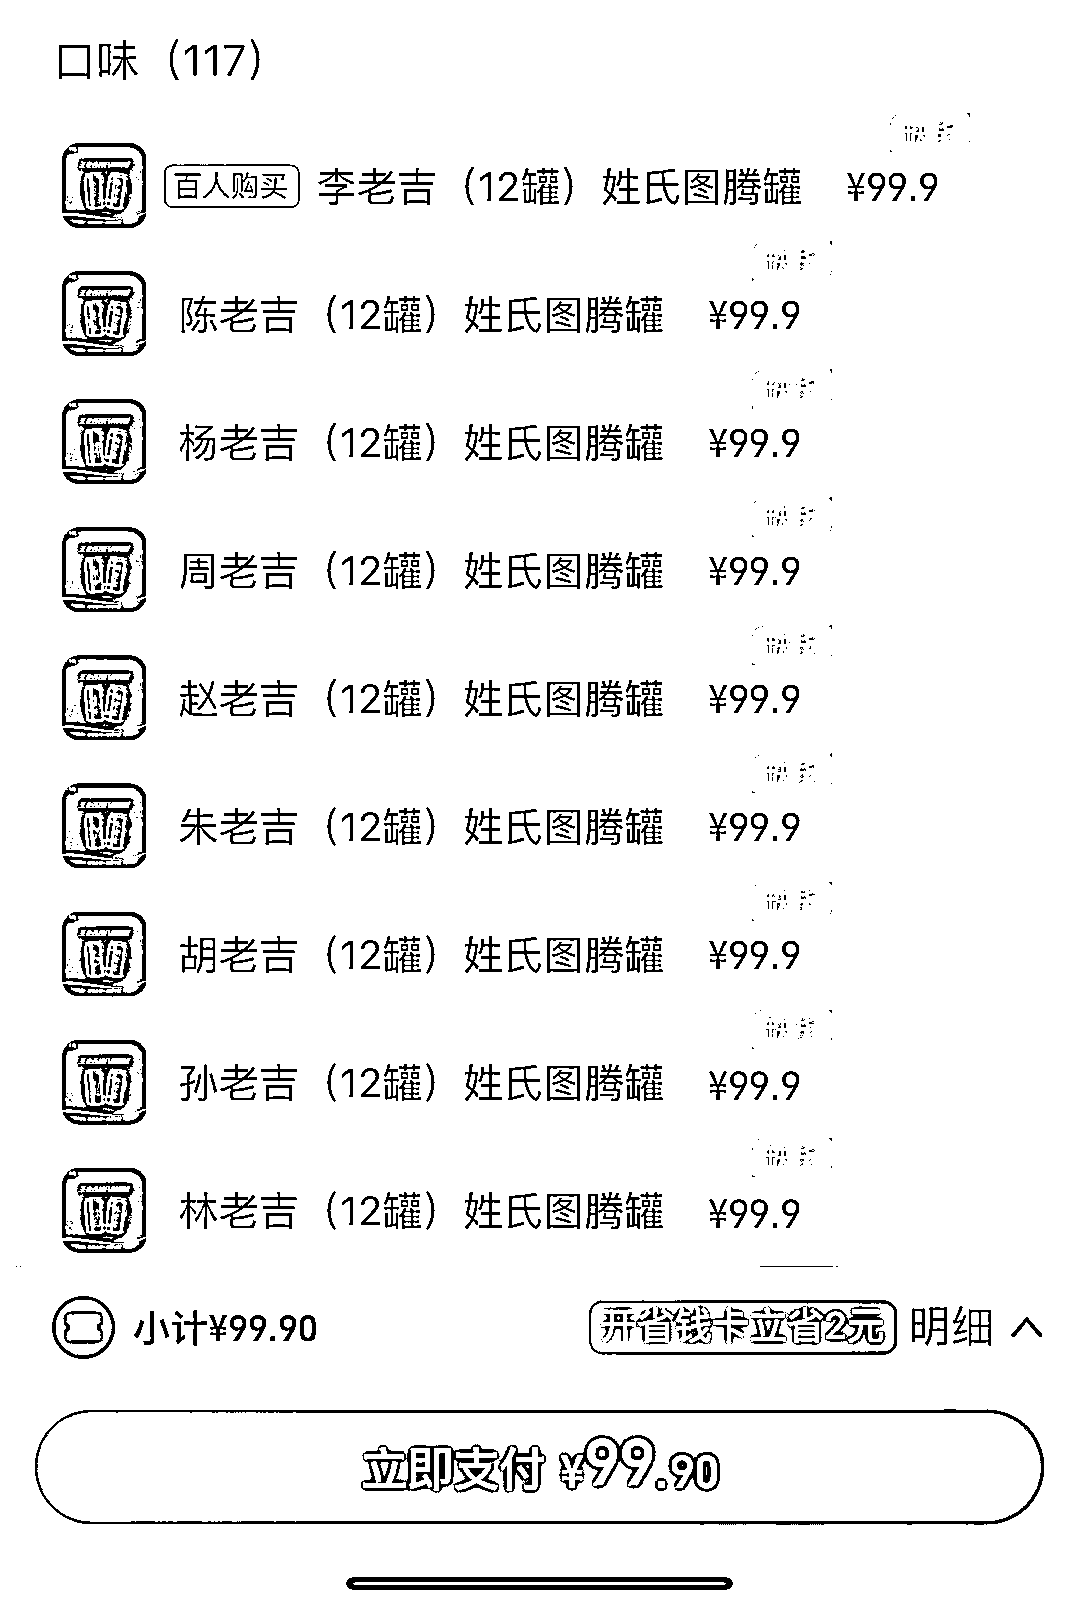 口味（117）
百人购买 李老吉（12罐）姓氏图腾罐 ¥99.9
陈老吉（12罐）姓氏图腾罐 ¥99.9
杨老吉（12罐）姓氏图腾罐 ¥99.9
周老吉（12罐）姓氏图腾罐 ¥99.9
赵老吉（12罐）姓氏图腾罐 ¥99.9
朱老吉（12罐）姓氏图腾罐 ¥99.9
胡老吉（12罐）姓氏图腾罐 ¥99.9
孙老吉（12罐）姓氏图腾罐 ¥99.9
林老吉（12罐）姓氏图腾罐 ¥99.9
小计¥99.90 开省钱卡立省2元 明细
立即支付 ¥99.90